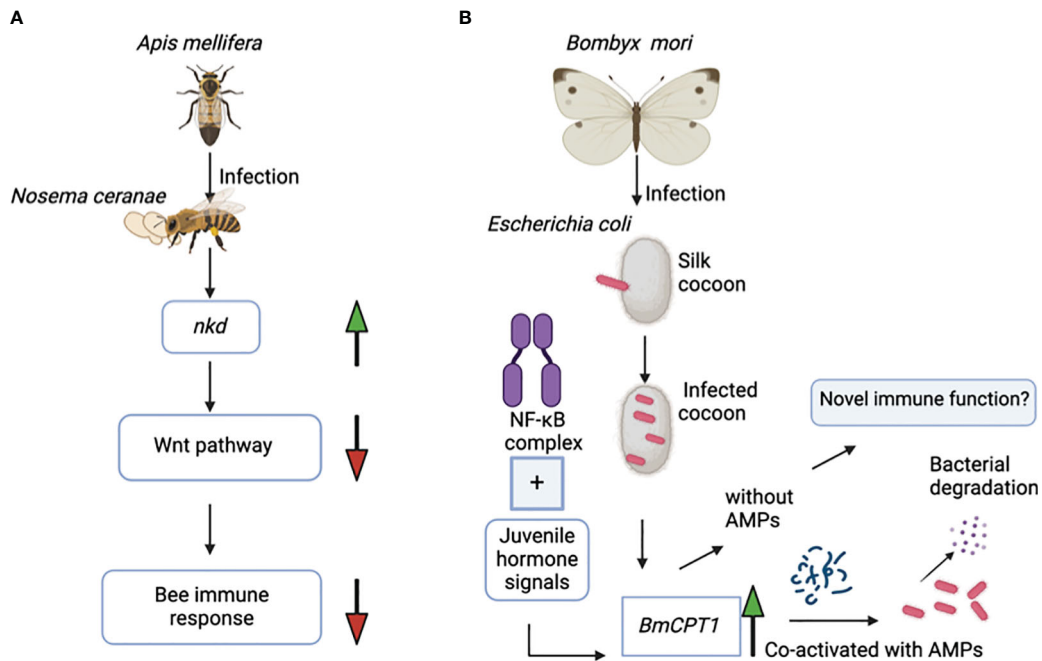 A
Apis mellifera
Infection
Nosema ceranae
nkd
Wnt pathway
Bee immune
response
B
Bombyx mori
Infection
Escherichia coli
Silk
cocoon
Infected
cocoon
NF-κB
complex
+
Juvenile
hormone
signals
BmCPT1
without
AMPs
Novel immune function?
Bacterial
degradation
Co-activated with AMPs